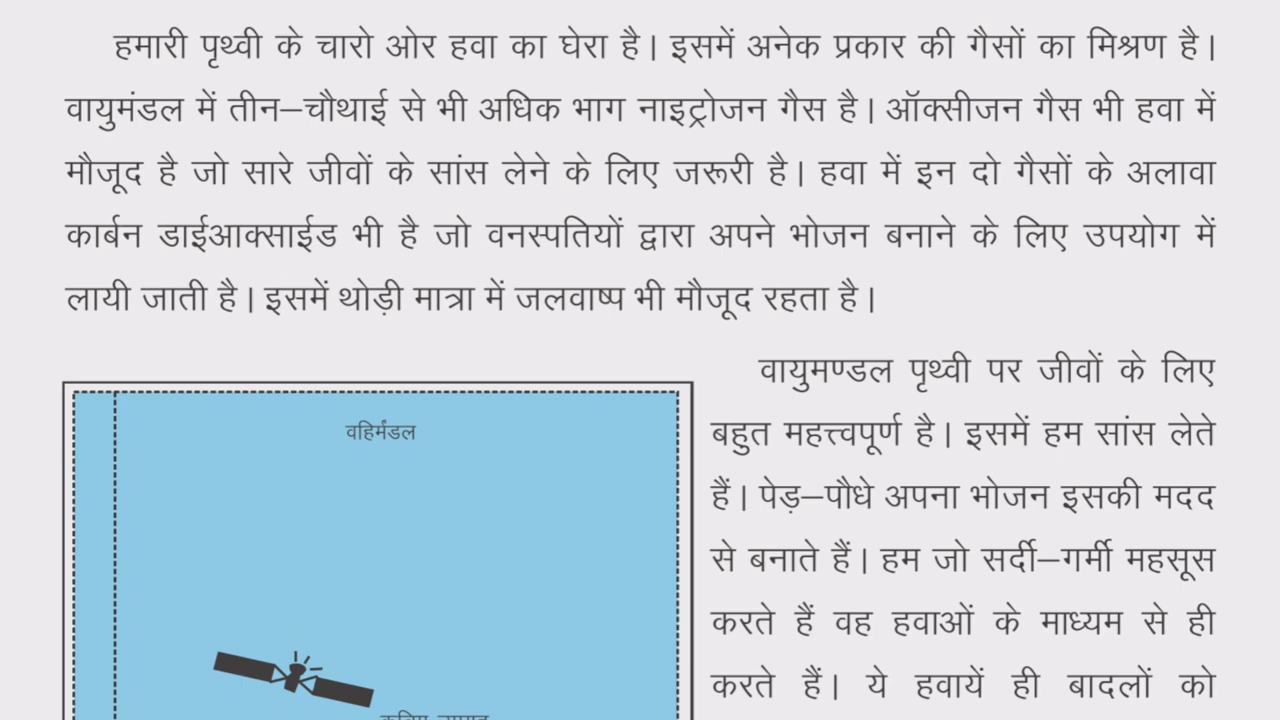 हमारी पृथ्वी के चारो ओर हवा का घेरा है। इसमें अनेक प्रकार की गैसों का मिश्रण है।
वायुमंडल में तीन–चौथाई से भी अधिक भाग नाइट्रोजन गैस है। ऑक्सीजन गैस भी हवा में
मौजूद है जो सारे जीवों के सांस लेने के लिए जरूरी है। हवा में इन दो गैसों के अलावा
कार्बन डाईआक्साईड भी है जो वनस्पतियों द्वारा अपने भोजन बनाने के लिए उपयोग में
लायी जाती है। इसमें थोड़ी मात्रा में जलवाष्प भी मौजूद रहता है।
वायुमण्डल पृथ्वी पर जीवों के लिए
बहुत महत्त्वपूर्ण है। इसमें हम सांस लेते
हैं। पेड़–पौधे अपना भोजन इसकी मदद
से बनाते हैं। हम जो सर्दी–गर्मी महसूस
करते हैं वह हवाओं के माध्यम से ही
करते हैं। ये हवायें ही बादलों को
वहिर्मंडल